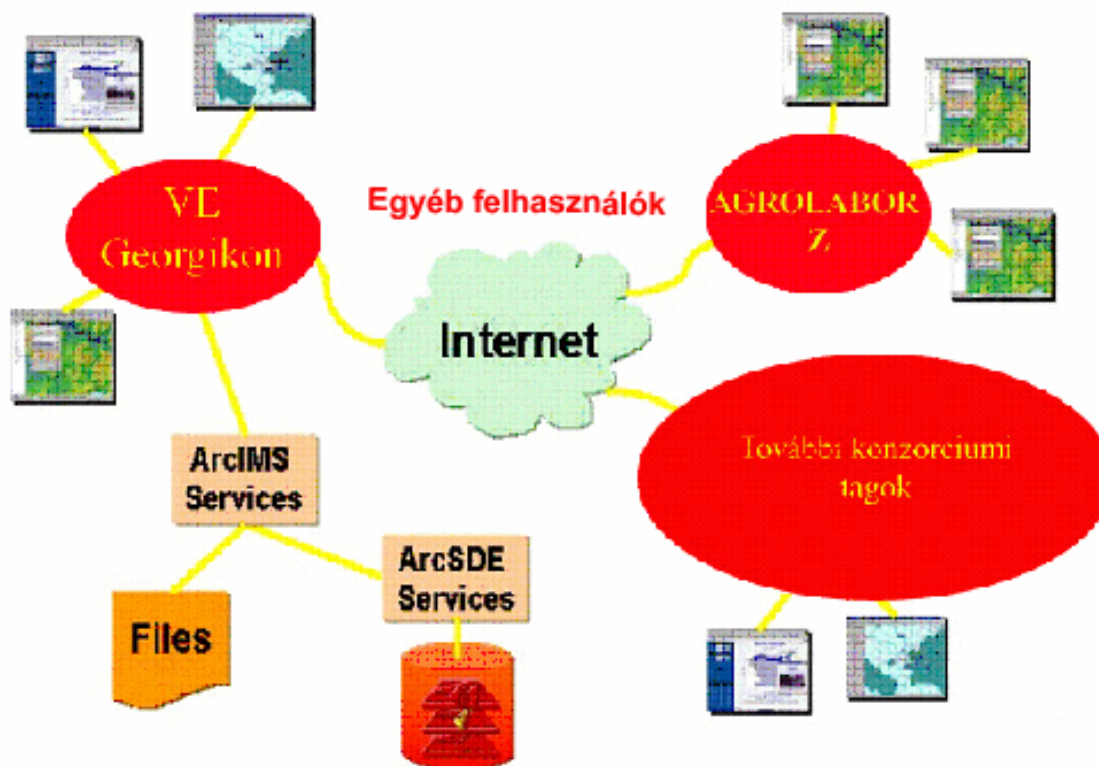 VE
Georgikon
Egyéb felhasználók
AGROLABOR
Z
Internet
További konzorciumi
tagok
ArcIMS
Services
ArcSDE
Services
Files